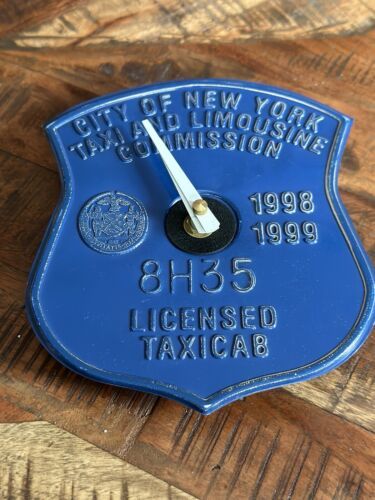 CITY OF NEW YORK
TAXI AND LIMOUSINE
COMMISSION
1998
1999
8H35
LICENSED
TAXICAB